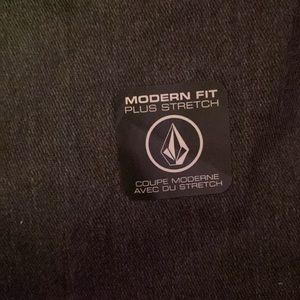 MODERN FIT
PLUS STRETCH
COUPE MODERNE
AVEC DU STRETCH